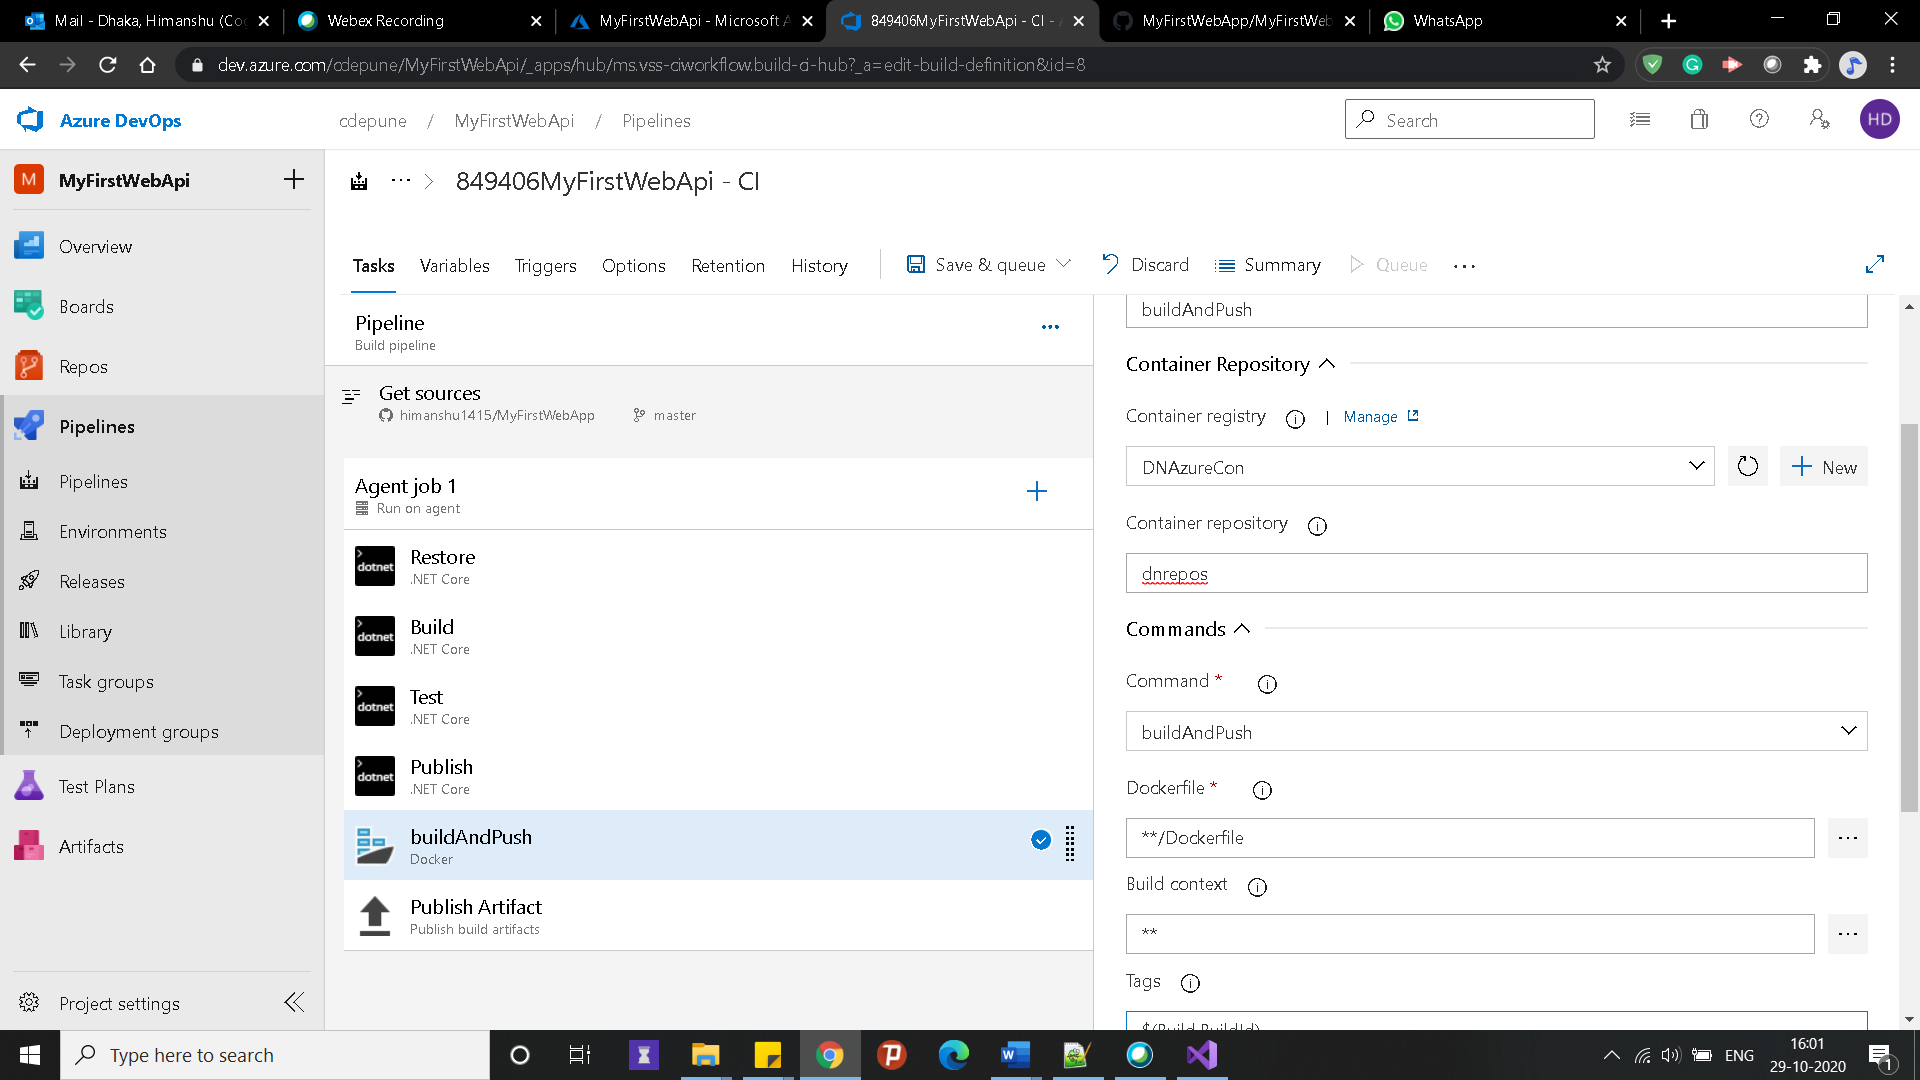 Mail - Dhaka, Himanshu (Co
Webex Recording
MyFirstWebApi - Microsoft A
849406MyFirstWebApi - CI -
MyFirstWebApp/MyFirstWeb
WhatsApp
dev.azure.com/cdepune/MyFirstWebApi/_apps/hub/ms.vss-ciworkflow.build-ci-hub?_a=edit-build-definition&id=8
Azure DevOps
cdepune / MyFirstWebApi / Pipelines
Search
HD
M
MyFirstWebApi
Overview
Boards
Repos
Pipelines
Pipelines
Environments
Releases
Library
Task groups
Deployment groups
Test Plans
Artifacts
Project settings
··· > 849406MyFirstWebApi - CI
Tasks Variables Triggers Options Retention History
Save & queue Discard Summary Queue ···
Pipeline
Build pipeline
Get sources
himanshu1415/MyFirstWebApp master
Agent job 1
Run on agent
dotnet
Restore
.NET Core
dotnet
Build
.NET Core
dotnet
Test
.NET Core
dotnet
Publish
.NET Core
buildAndPush
Docker
Publish Artifact
Publish build artifacts
buildAndPush
Container Repository
Container registry | Manage
DNAzureCon
New
Container repository
dnrepos
Commands
Command *
buildAndPush
Dockerfile *
**/Dockerfile
Build context
**
Tags
$(Build.BuildId)
Type here to search
ENG
16:01
29-10-2020
1